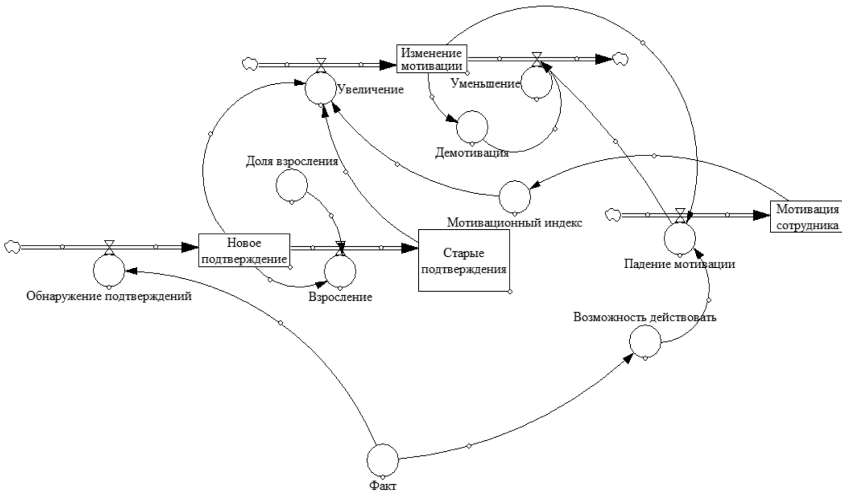 Изменение
мотивации
Увеличение
Уменьшение
Демотивация
Доля взросления
Мотивационный индекс
Мотивация
сотрудника
Новое
подтверждение
Старые
подтверждения
Падение мотивации
Обнаружение подтверждений
Взросление
Возможность действовать
Факт